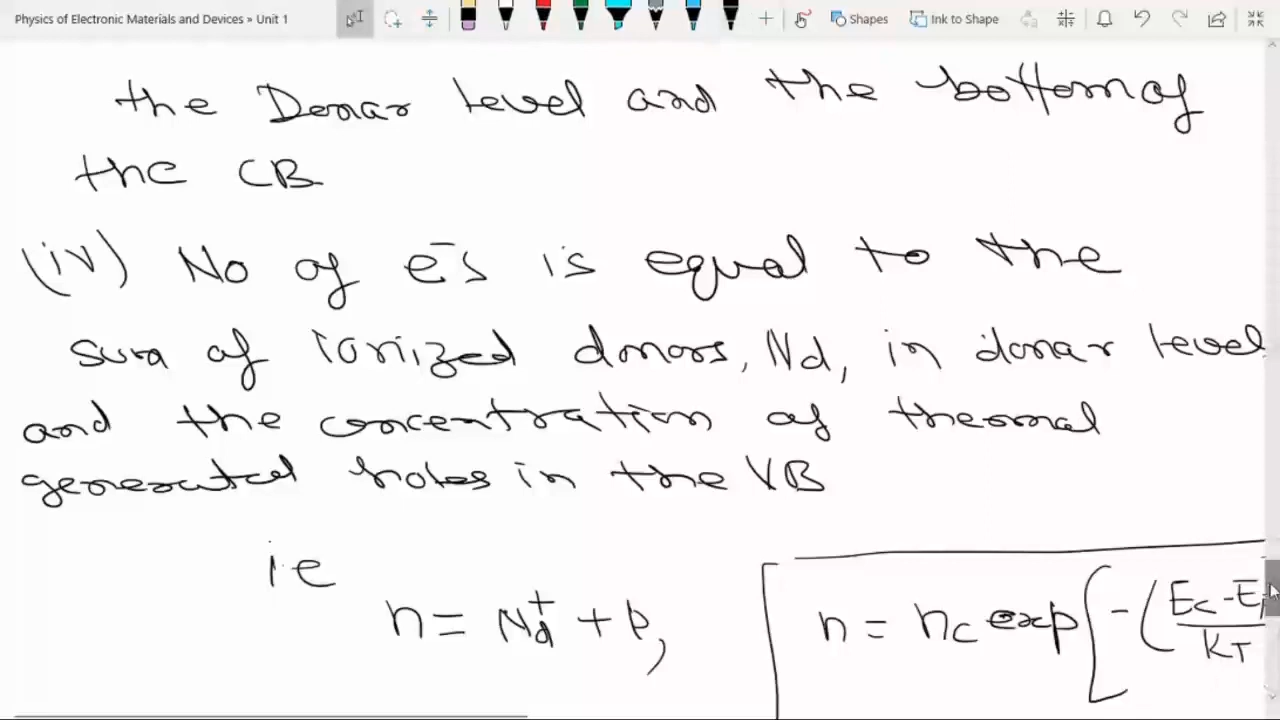 Physics of Electronic Materials and Devices » Unit 1
Shapes
Ink to Shape
the Donar level and the bottom of
the CB
(iv) No of e⁻s is equal to the
sum of ionized donors, Nd, in donar level
and the concentration of thermal
generated holes in the VB
ie
n = Nd⁺ + p,
n = nc exp[-(Ec - E
KT